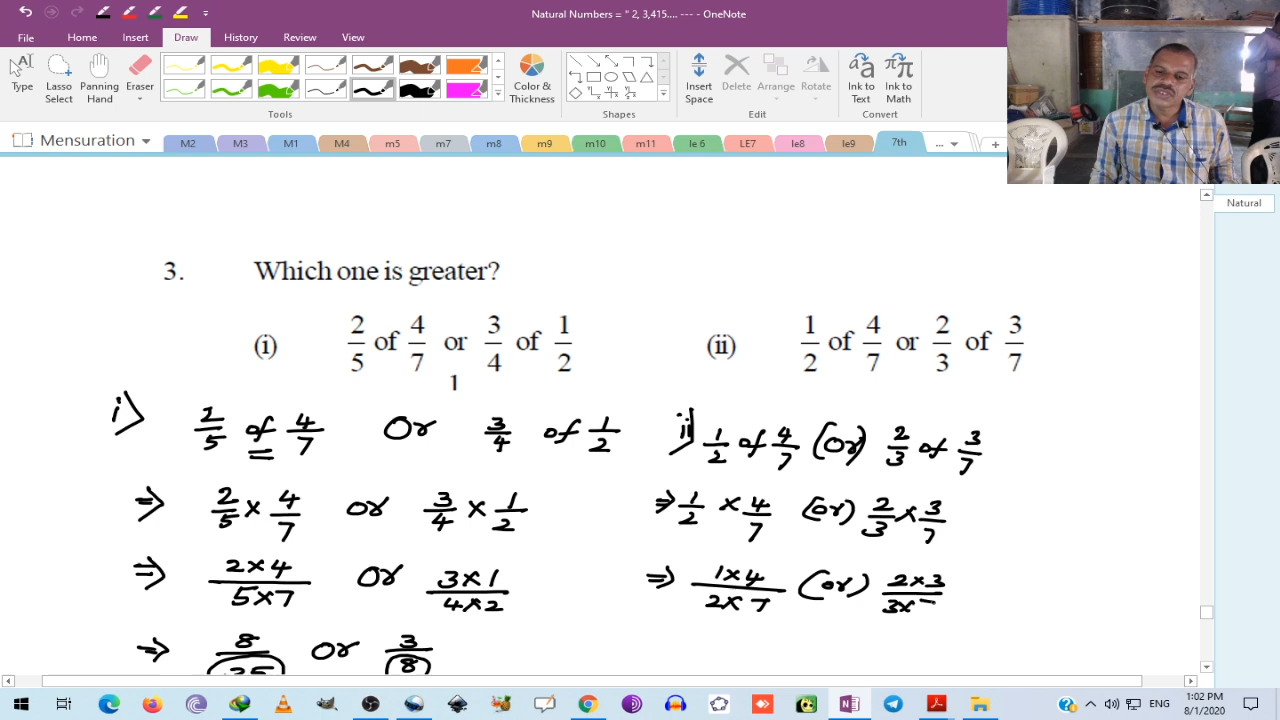 Natural Numbers = " 2, 3,415.... --- - OneNote
File Home Insert Draw History Review View
Type Lasso Select Panning Hand Eraser Color & Thickness Insert Space Delete Arrange Rotate Ink to Text Ink to Math
Tools Shapes Edit Convert
Mensuration M2 M3 M1 M4 m5 m7 m8 m9 m10 m11 le 6 LE7 le8 le9 7th ...
Natural
3. Which one is greater?
(i) 2/5 of 4/7 or 3/4 of 1/2 (ii) 1/2 of 4/7 or 2/3 of 3/7
1
i) 2/5 of 4/7 Or 3/4 of 1/2 ii) 1/2 of 4/7 (Or) 2/3 of 3/7
⇒ 2/5 × 4/7 or 3/4 × 1/2 ⇒ 1/2 × 4/7 (or) 2/3 × 3/7
⇒ 2×4/5×7 Or 3×1/4×2 ⇒ 1×4/2×7 (or) 2×3/3×
⇒ 8/35 or 3/8
ENG 1:02 PM
8/1/2020